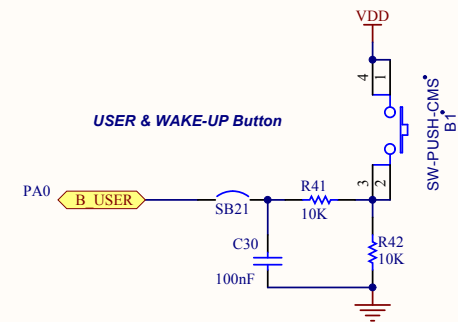 VDD
4
1
USER & WAKE-UP Button
SW-PUSH-CMS
B1
3
2
PA0
B_USER
SB21
R41
10K
C30
100nF
R42
10K